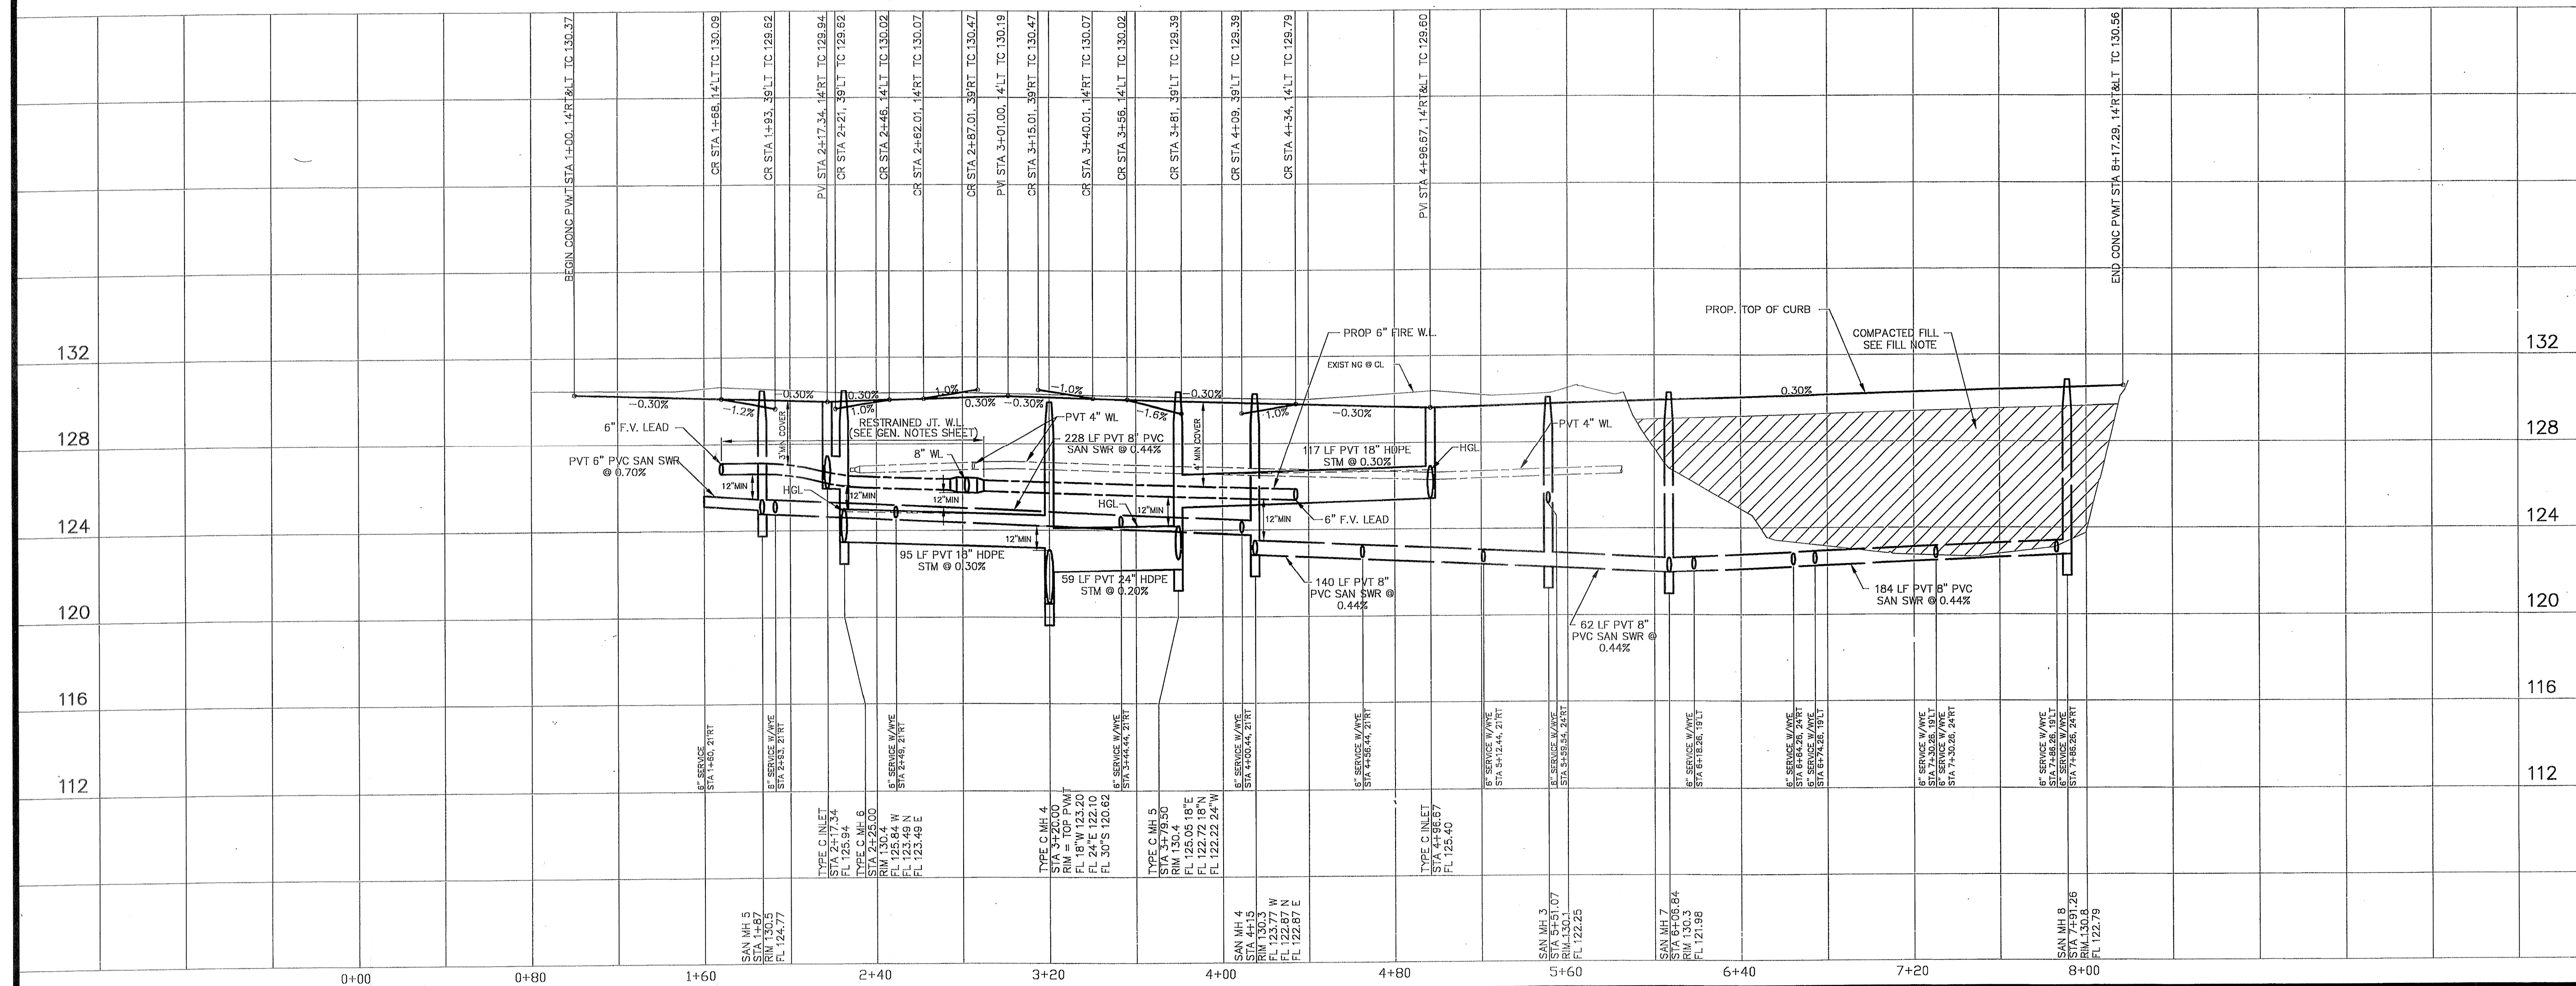 BEGIN CONC PVMT STA 1+00, 14'RT&LT TC 130.37
CR STA 1+68, 14'LT TC 130.09
CR STA 1+93, 39'LT TC 129.62
PVI STA 2+17.34, 14'RT TC 129.94
CR STA 2+21, 39'LT TC 129.62
CR STA 2+46, 14'LT TC 130.02
CR STA 2+62.01, 14'RT TC 130.07
CR STA 2+87.01, 39'RT TC 130.47
PVI STA 3+01.00, 14'LT TC 130.19
CR STA 3+15.01, 39'RT TC 130.47
CR STA 3+40.01, 14'RT TC 130.07
CR STA 3+56, 14'LT TC 130.02
CR STA 3+81, 39'LT TC 129.39
CR STA 4+09, 39'LT TC 129.39
CR STA 4+34, 14'LT TC 129.79
PVI STA 4+96.67, 14'RT&LT TC 129.60
END CONC PVMT STA 8+17.29, 14'RT&LT TC 130.56
PROP. TOP OF CURB
COMPACTED FILL
SEE FILL NOTE
PROP 6" FIRE W.L.
EXISTNG @ CL
132
132
-0.30%
-1.2%
-0.30%
0.30%
1.0%
1.0%
0.30%
-0.30%
-1.0%
-1.6%
-0.30%
1.0%
-0.30%
0.30%
6" F.V. LEAD
3'MIN COVER
RESTRAINED JT. W.L.
(SEE GEN. NOTES SHEET)
PVT 4" WL
228 LF PVT 8" PVC
SAN SWR @ 0.44%
4' MIN COVER
117 LF PVT 18" HDPE
STM @ 0.30%
HGL
PVT 4" WL
128
128
PVT 6" PVC SAN SWR
@ 0.70%
8" WL
12"MIN
HGL
12"MIN
12"MIN
12"MIN
HGL
12"MIN
12"MIN
6" F.V. LEAD
124
124
95 LF PVT 18" HDPE
STM @ 0.30%
59 LF PVT 24" HDPE
STM @ 0.20%
140 LF PVT 8"
PVC SAN SWR @
0.44%
62 LF PVT 8"
PVC SAN SWR @
0.44%
184 LF PVT 8" PVC
SAN SWR @ 0.44%
120
120
116
116
6" SERVICE
STA 1+60, 21'RT
6" SERVICE W/WYE
STA 2+93, 21'RT
6" SERVICE W/WYE
STA 2+49, 21'RT
6" SERVICE W/WYE
STA 3+44.44, 21'RT
6" SERVICE W/WYE
STA 4+00.44, 21'RT
6" SERVICE W/WYE
STA 4+56.44, 21'RT
6" SERVICE W/WYE
STA 5+12.44, 21'RT
6" SERVICE W/WYE
STA 5+59.54, 24'RT
6" SERVICE W/WYE
STA 6+18.26, 19'LT
6" SERVICE W/WYE
STA 6+64.26, 24'RT
6" SERVICE W/WYE
STA 6+74.26, 19'LT
6" SERVICE W/WYE
STA 7+30.26, 19'LT
6" SERVICE W/WYE
STA 7+30.26, 24'RT
6" SERVICE W/WYE
STA 7+86.26, 19'LT
6" SERVICE W/WYE
STA 7+86.26, 24'RT
112
112
TYPE C INLET
STA 2+17.34
FL 125.94
TYPE C MH 6
STA 2+25.00
RIM 130.4
FL 125.84 W
FL 123.49 N
FL 123.49 E
TYPE C MH 4
STA 3+20.00
RIM = TOP PVMT
FL 18"W 123.20
FL 24"E 122.10
FL 30"S 120.62
TYPE C MH 5
STA 3+79.50
RIM 130.4
FL 125.05 18"E
FL 122.72 18"N
FL 122.22 24"W
TYPE C INLET
STA 4+96.67
FL 125.40
SAN MH 5
STA 1+87
RIM 130.5
FL 124.77
SAN MH 4
STA 4+15
RIM 130.3
FL 123.77 W
FL 122.87 N
FL 122.87 E
SAN MH 3
STA 5+51.07
RIM 130.1
FL 122.25
SAN MH 7
STA 6+06.84
RIM 130.3
FL 121.98
SAN MH 8
STA 7+91.26
RIM 130.8
FL 122.79
0+00
0+80
1+60
2+40
3+20
4+00
4+80
5+60
6+40
7+20
8+00